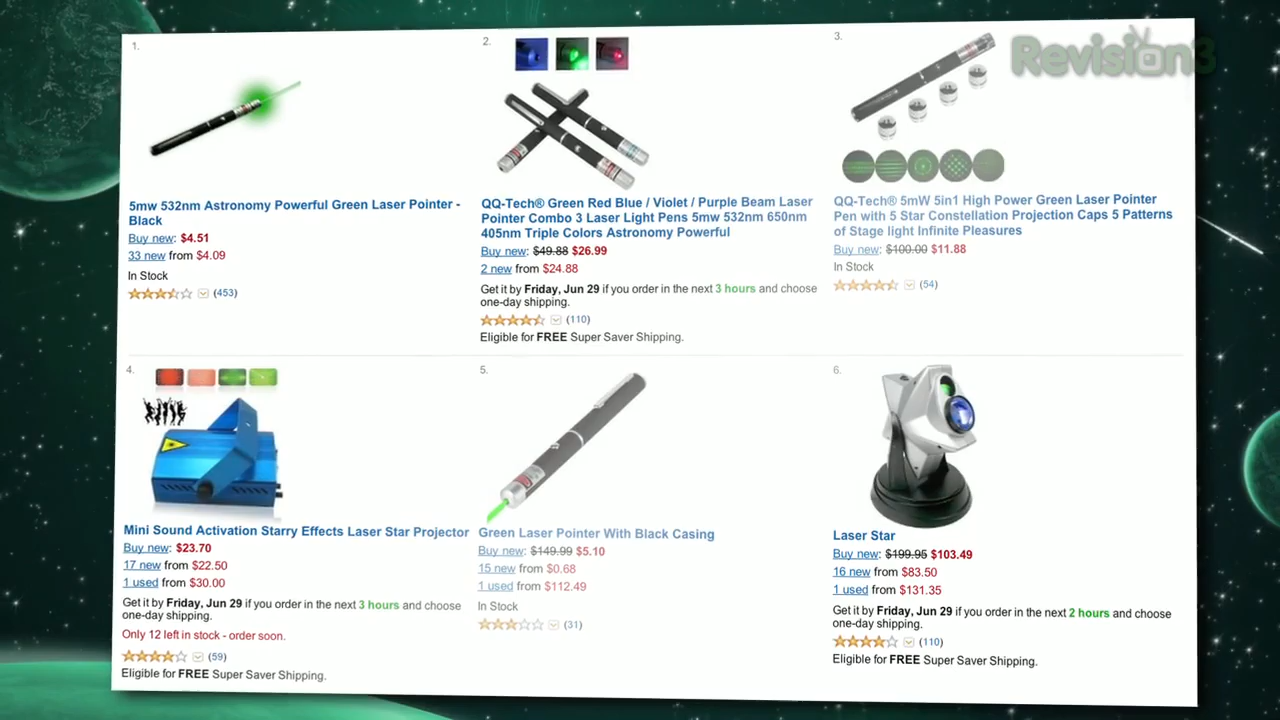 Revision3
1.
5mw 532nm Astronomy Powerful Green Laser Pointer -
Black
Buy new: $4.51
33 new from $4.09
In Stock
(453)
2.
QQ-Tech® Green Red Blue / Violet / Purple Beam Laser
Pointer Combo 3 Laser Light Pens 5mw 532nm 650nm
405nm Triple Colors Astronomy Powerful
Buy new: $49.88 $26.99
2 new from $24.88
Get it by Friday, Jun 29 if you order in the next 3 hours and choose
one-day shipping.
(110)
Eligible for FREE Super Saver Shipping.
3.
QQ-Tech® 5mW 5in1 High Power Green Laser Pointer
Pen with 5 Star Constellation Projection Caps 5 Patterns
of Stage light Infinite Pleasures
Buy new: $100.00 $11.88
In Stock
(54)
4.
Mini Sound Activation Starry Effects Laser Star Projector
Buy new: $23.70
17 new from $22.50
1 used from $30.00
Get it by Friday, Jun 29 if you order in the next 3 hours and choose
one-day shipping.
Only 12 left in stock - order soon.
(59)
Eligible for FREE Super Saver Shipping.
5.
Green Laser Pointer With Black Casing
Buy new: $149.99 $5.10
15 new from $0.68
1 used from $112.49
In Stock
(31)
6.
Laser Star
Buy new: $199.95 $103.49
16 new from $83.50
1 used from $131.35
Get it by Friday, Jun 29 if you order in the next 2 hours and choose
one-day shipping.
(110)
Eligible for FREE Super Saver Shipping.